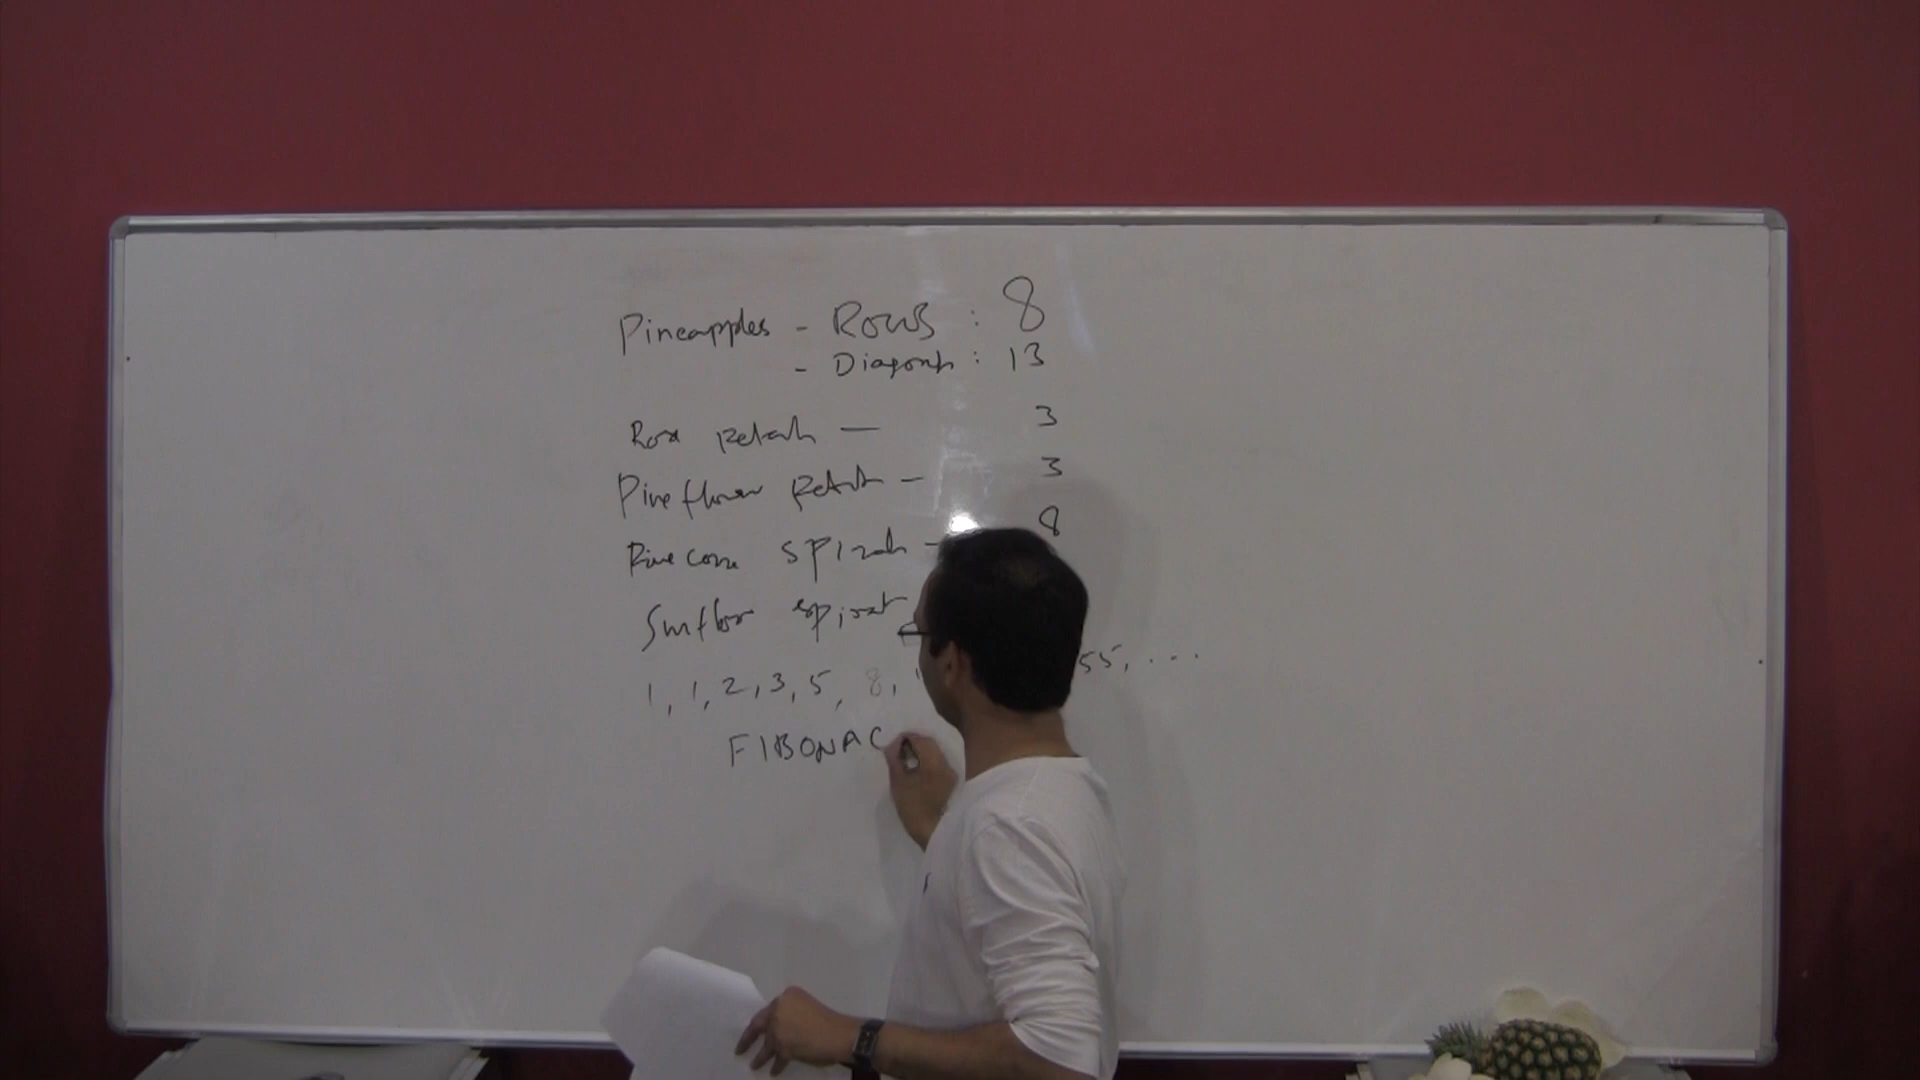 Pineapples - Rows : 8
- Diagonals : 13
Rose petals — 3
Pine flower petals - 3
Pine cone spirals - 8
Sunflower spirals
1, 1, 2, 3, 5, 8, 55, ...
FIBONAC